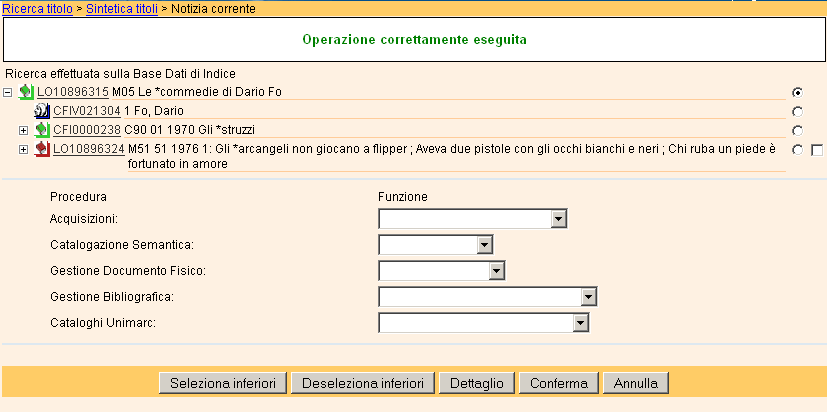 Ricerca titolo > Sintetica titoli > Notizia corrente
Operazione correttamente eseguita
Ricerca effettuata sulla Base Dati di Indice
LO10896315 M05 Le *commedie di Dario Fo
CFIV021304 1 Fo, Dario
CFI0000238 C90 01 1970 Gli *struzzi
LO10896324 M51 51 1976 1: Gli *arcangeli non giocano a flipper ; Aveva due pistole con gli occhi bianchi e neri ; Chi ruba un piede è
fortunato in amore
Procedura Funzione
Acquisizioni:
Catalogazione Semantica:
Gestione Documento Fisico:
Gestione Bibliografica:
Cataloghi Unimarc:
Seleziona inferiori Deseleziona inferiori Dettaglio Conferma Annulla